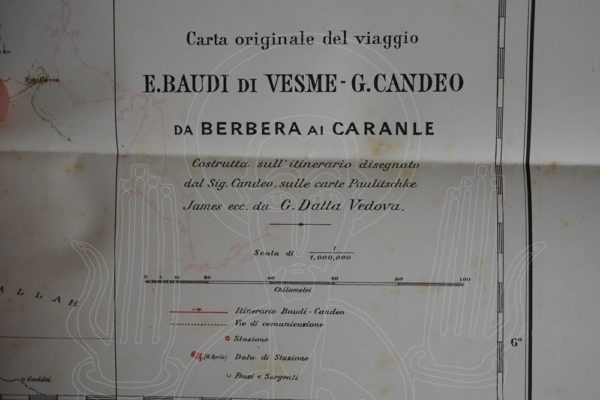 Carta originale del viaggio
E. BAUDI DI VESME - G. CANDEO
DA BERBERA AI CARANLE
Costrutta sull'itinerario disegnato
dal Sig. Candeo, sulle carte Paulitschke
James ecc. da G. Dalla Vedova.
Scala di 1/1,000,000
20 40 60 80 100
Chilometri
Itinerario Baudi-Candeo
Vie di comunicazione
Stazione
Data di Stazione
Pozzi e Sorgenti
ALLAH
6°